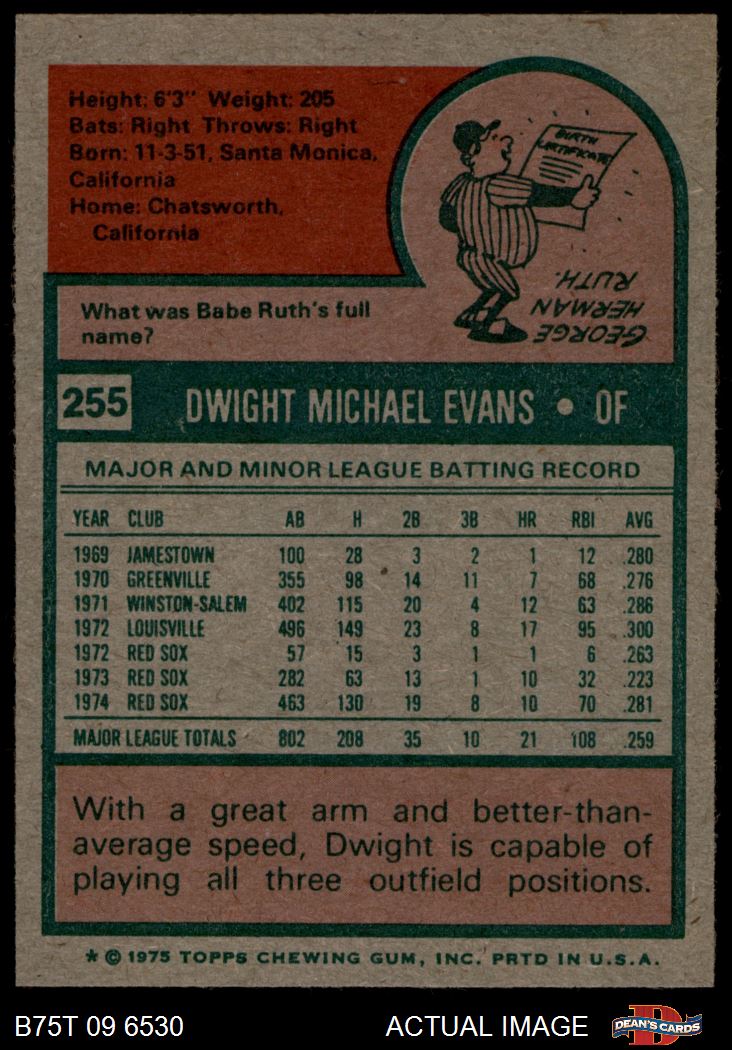 Height: 6'3" Weight: 205
Bats: Right Throws: Right
Born: 11-3-51, Santa Monica,
California
Home: Chatsworth,
California
BIRTH
CERTIFICATE
What was Babe Ruth's full
name?
GEORGE
HERMAN
RUTH.
255 DWIGHT MICHAEL EVANS • OF
MAJOR AND MINOR LEAGUE BATTING RECORD
YEAR CLUB AB H 2B 3B HR RBI AVG
1969 JAMESTOWN 100 28 3 2 1 12 .280
1970 GREENVILLE 355 98 14 11 7 68 .276
1971 WINSTON-SALEM 402 115 20 4 12 63 .286
1972 LOUISVILLE 496 149 23 8 17 95 .300
1972 RED SOX 57 15 3 1 1 6 .263
1973 RED SOX 282 63 13 1 10 32 .223
1974 RED SOX 463 130 19 8 10 70 .281
MAJOR LEAGUE TOTALS 802 208 35 10 21 108 .259
With a great arm and better-than-
average speed, Dwight is capable of
playing all three outfield positions.
* © 1975 TOPPS CHEWING GUM, INC. PRTD IN U.S.A.
B75T 09 6530 ACTUAL IMAGE
D
DEAN'S CARDS